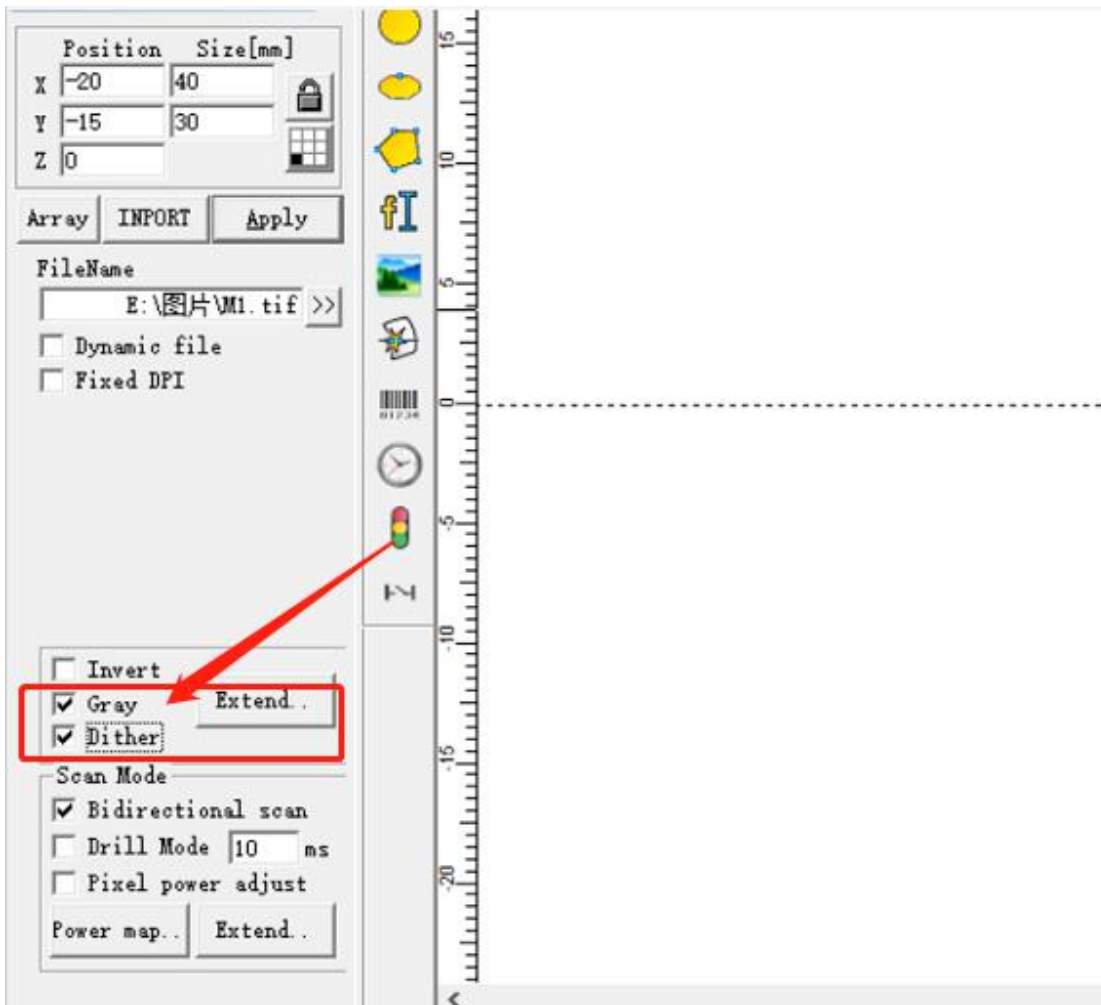 Position Size[mm]
X -20 40
Y -15 30
Z 0
Array INPORT Apply
FileName
E:\图片\M1.tif >>
Dynamic file
Fixed DPI
Invert
Gray Extend..
Dither
Scan Mode
Bidirectional scan
Drill Mode 10 ms
Pixel power adjust
Power map.. Extend..
fI
01234
15
10
5
0
-5
-10
-15
-20